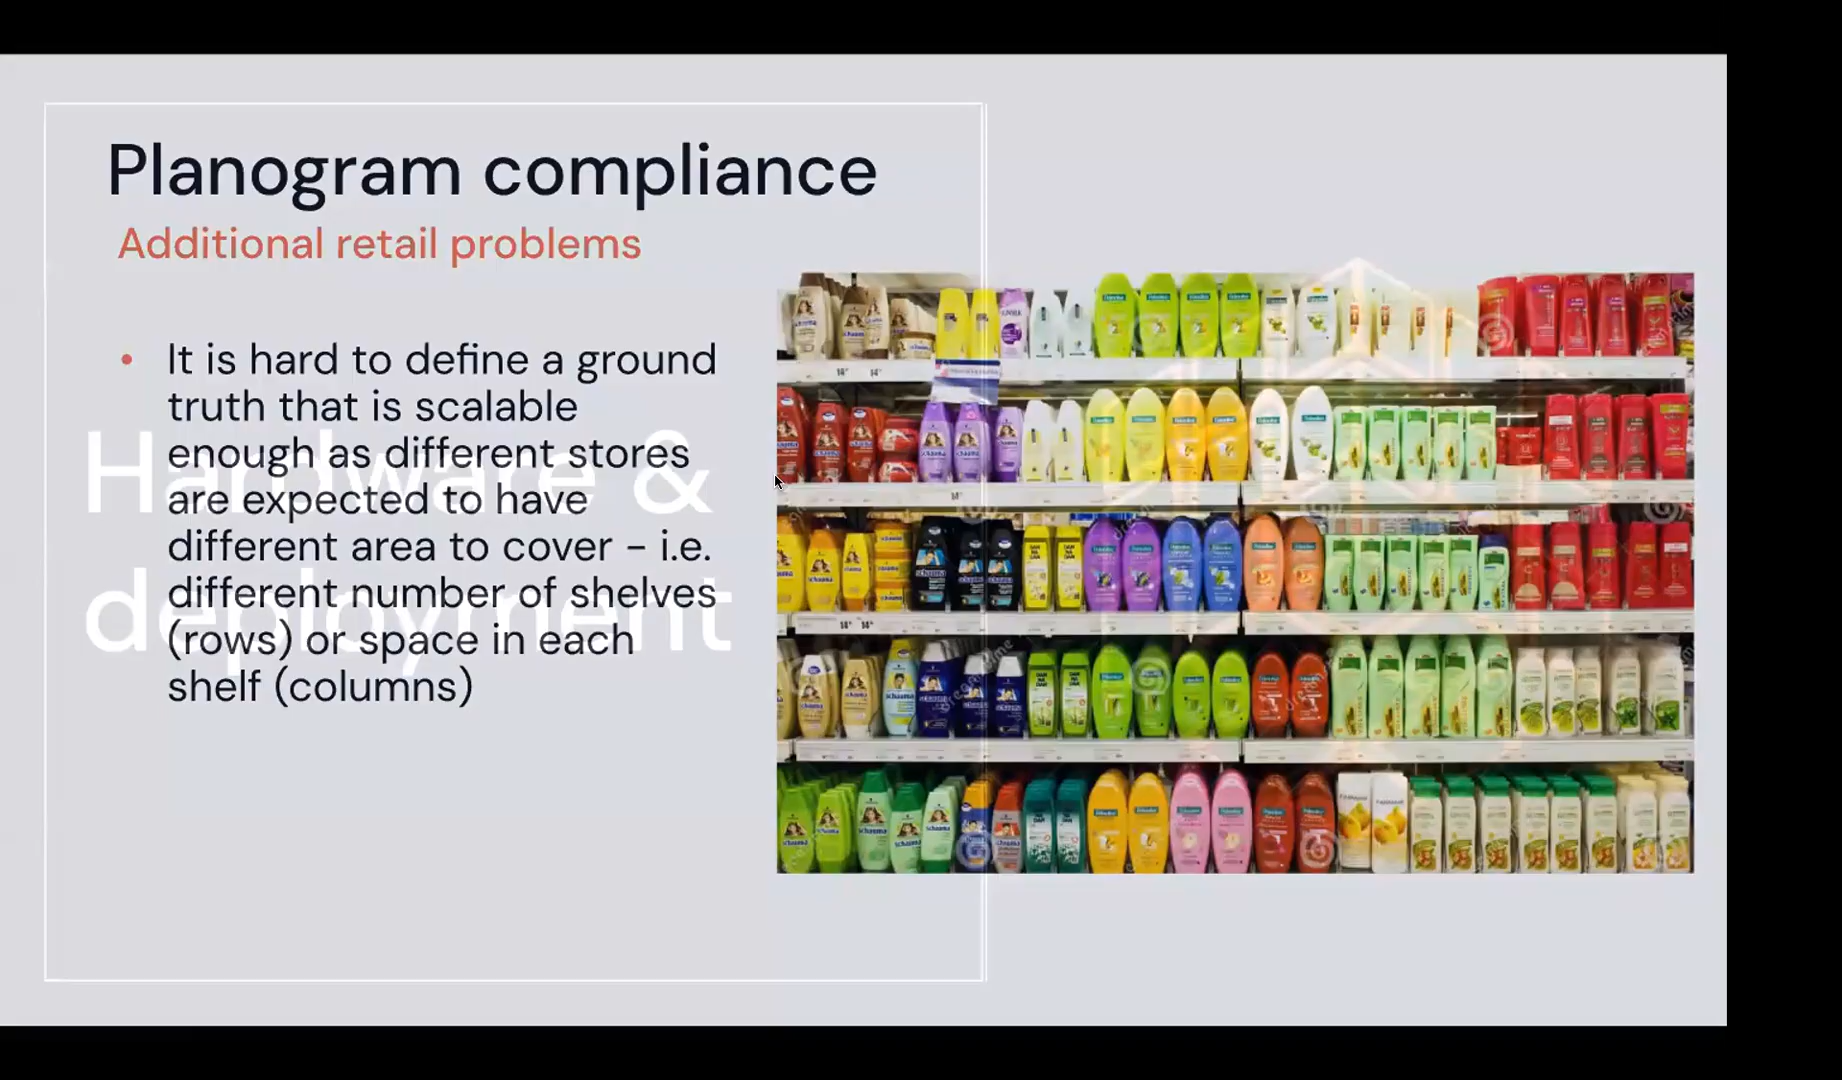 Planogram compliance
Additional retail problems
• It is hard to define a ground
truth that is scalable
enough as different stores
are expected to have
different area to cover – i.e.
different number of shelves
(rows) or space in each
shelf (columns)
Hardware &
deployment